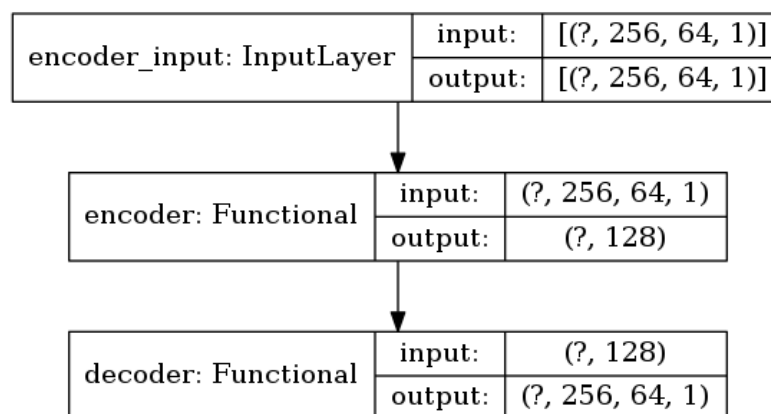 encoder_input: InputLayer
input: [(?, 256, 64, 1)]
output: [(?, 256, 64, 1)]
encoder: Functional
input: (?, 256, 64, 1)
output: (?, 128)
decoder: Functional
input: (?, 128)
output: (?, 256, 64, 1)